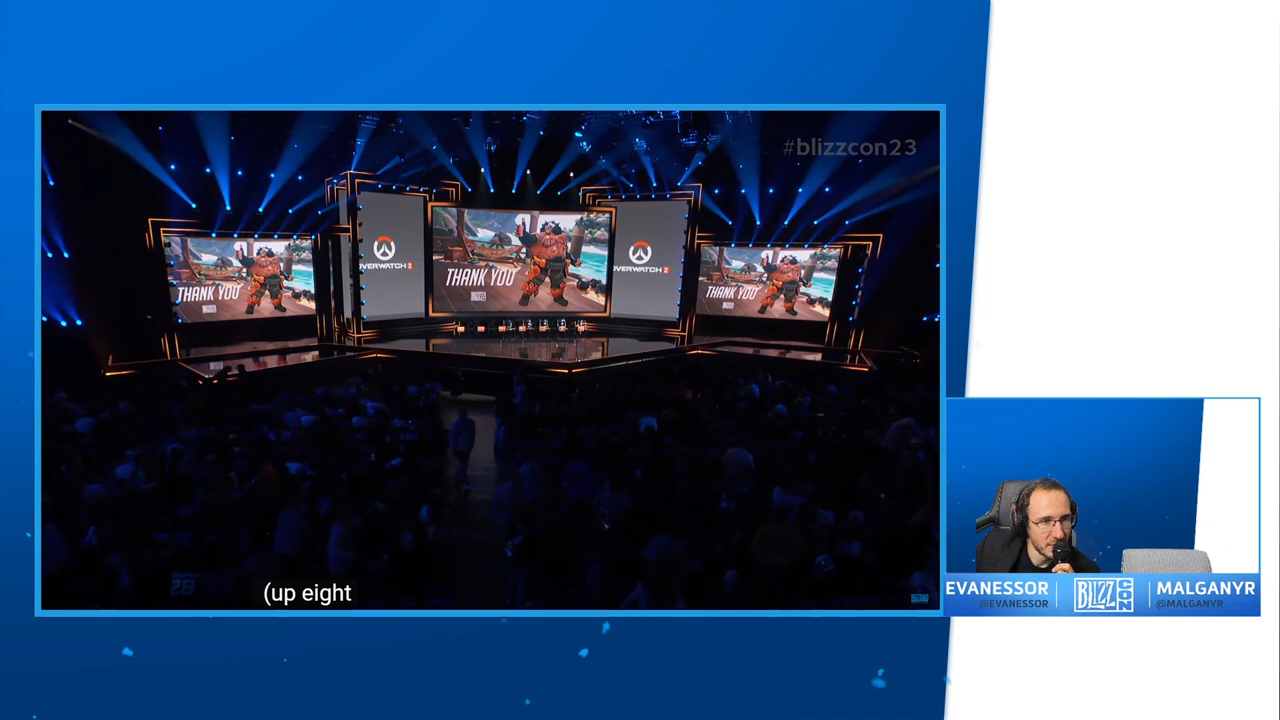 #blizzcon23
OVERWATCH 2
THANK YOU
OVERWATCH 2
THANK YOU
THANK YOU
(up eight
EVANESSOR
@EVANESSOR
BLIZZCON
MALGANYR
@MALGANYR